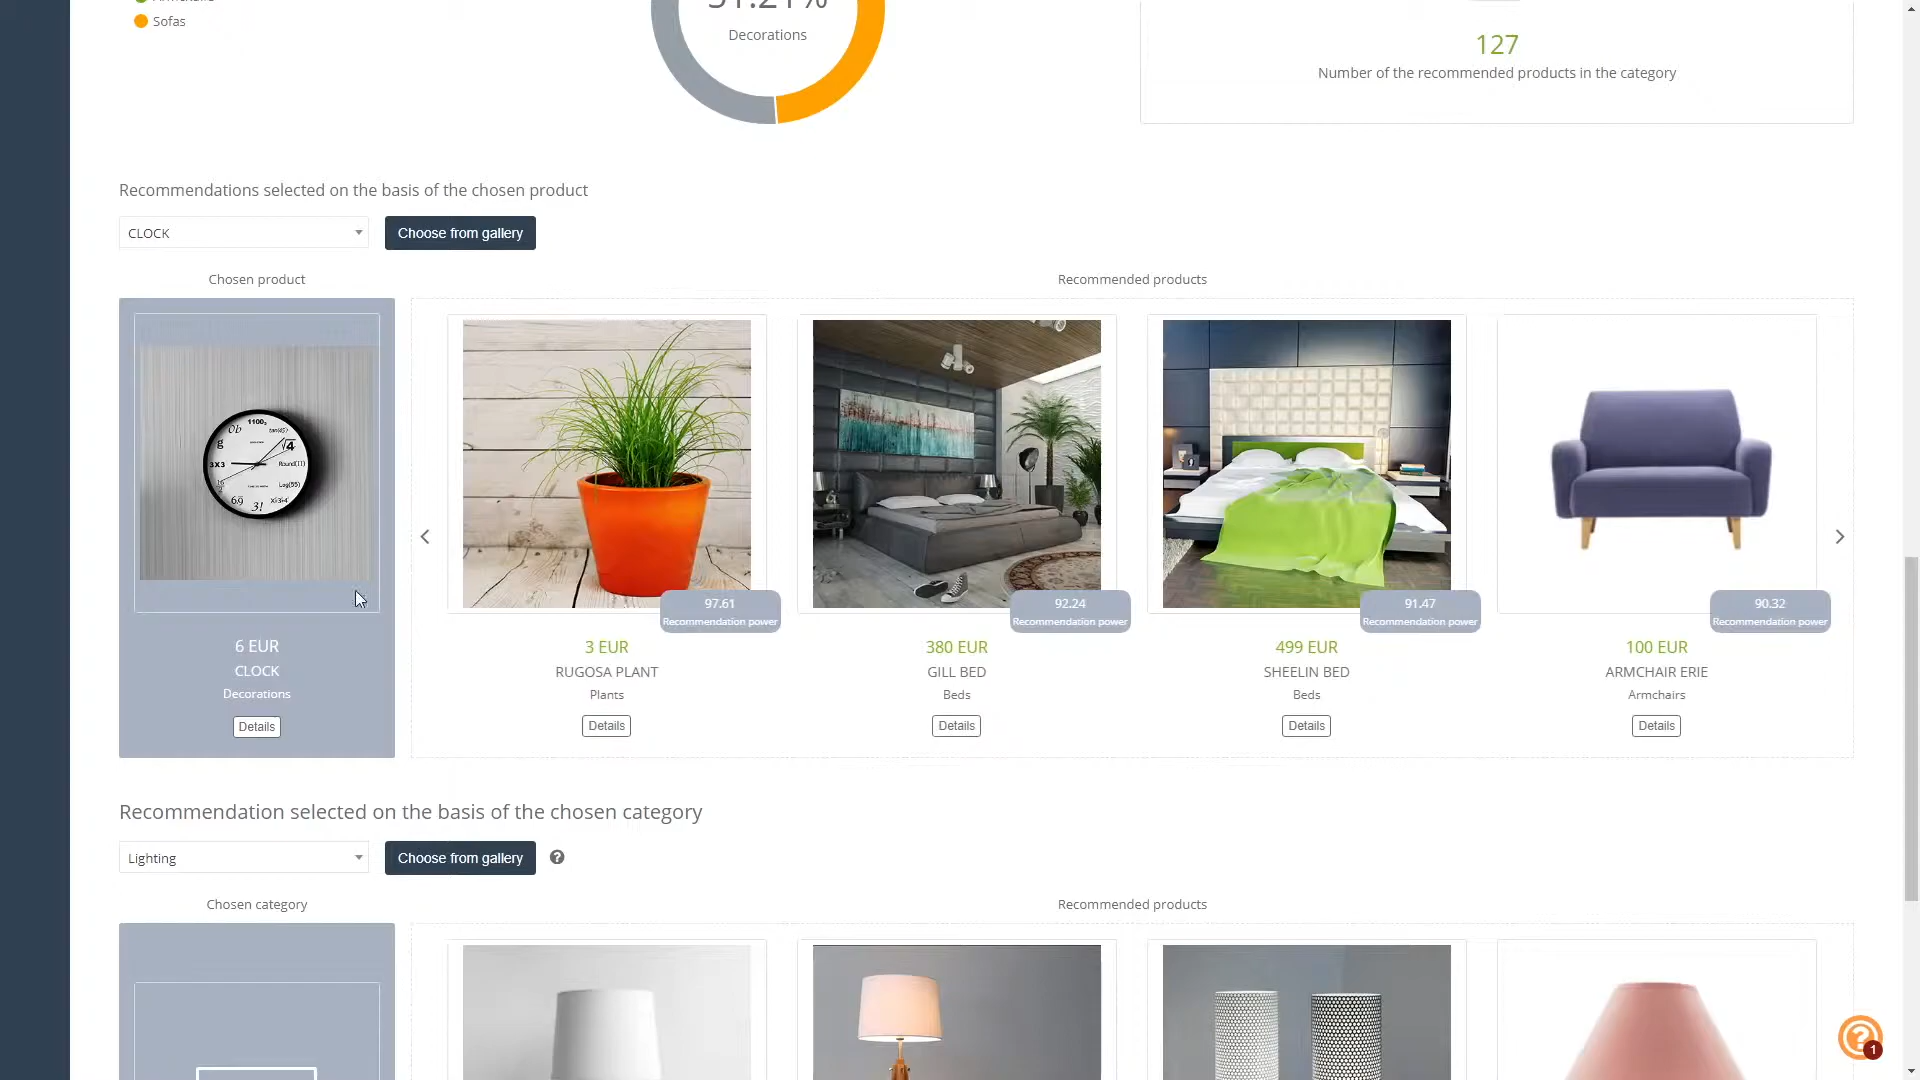 Sofas
Decorations
127
Number of the recommended products in the category
Recommendations selected on the basis of the chosen product
CLOCK
Choose from gallery
Chosen product
Recommended products
97.61
Recommendation power
92.24
Recommendation power
91.47
Recommendation power
90.32
Recommendation power
6 EUR
CLOCK
Decorations
Details
3 EUR
RUGOSA PLANT
Plants
Details
380 EUR
GILL BED
Beds
Details
499 EUR
SHEELIN BED
Beds
Details
100 EUR
ARMCHAIR ERIE
Armchairs
Details
Recommendation selected on the basis of the chosen category
Lighting
Choose from gallery
?
Chosen category
Recommended products
1